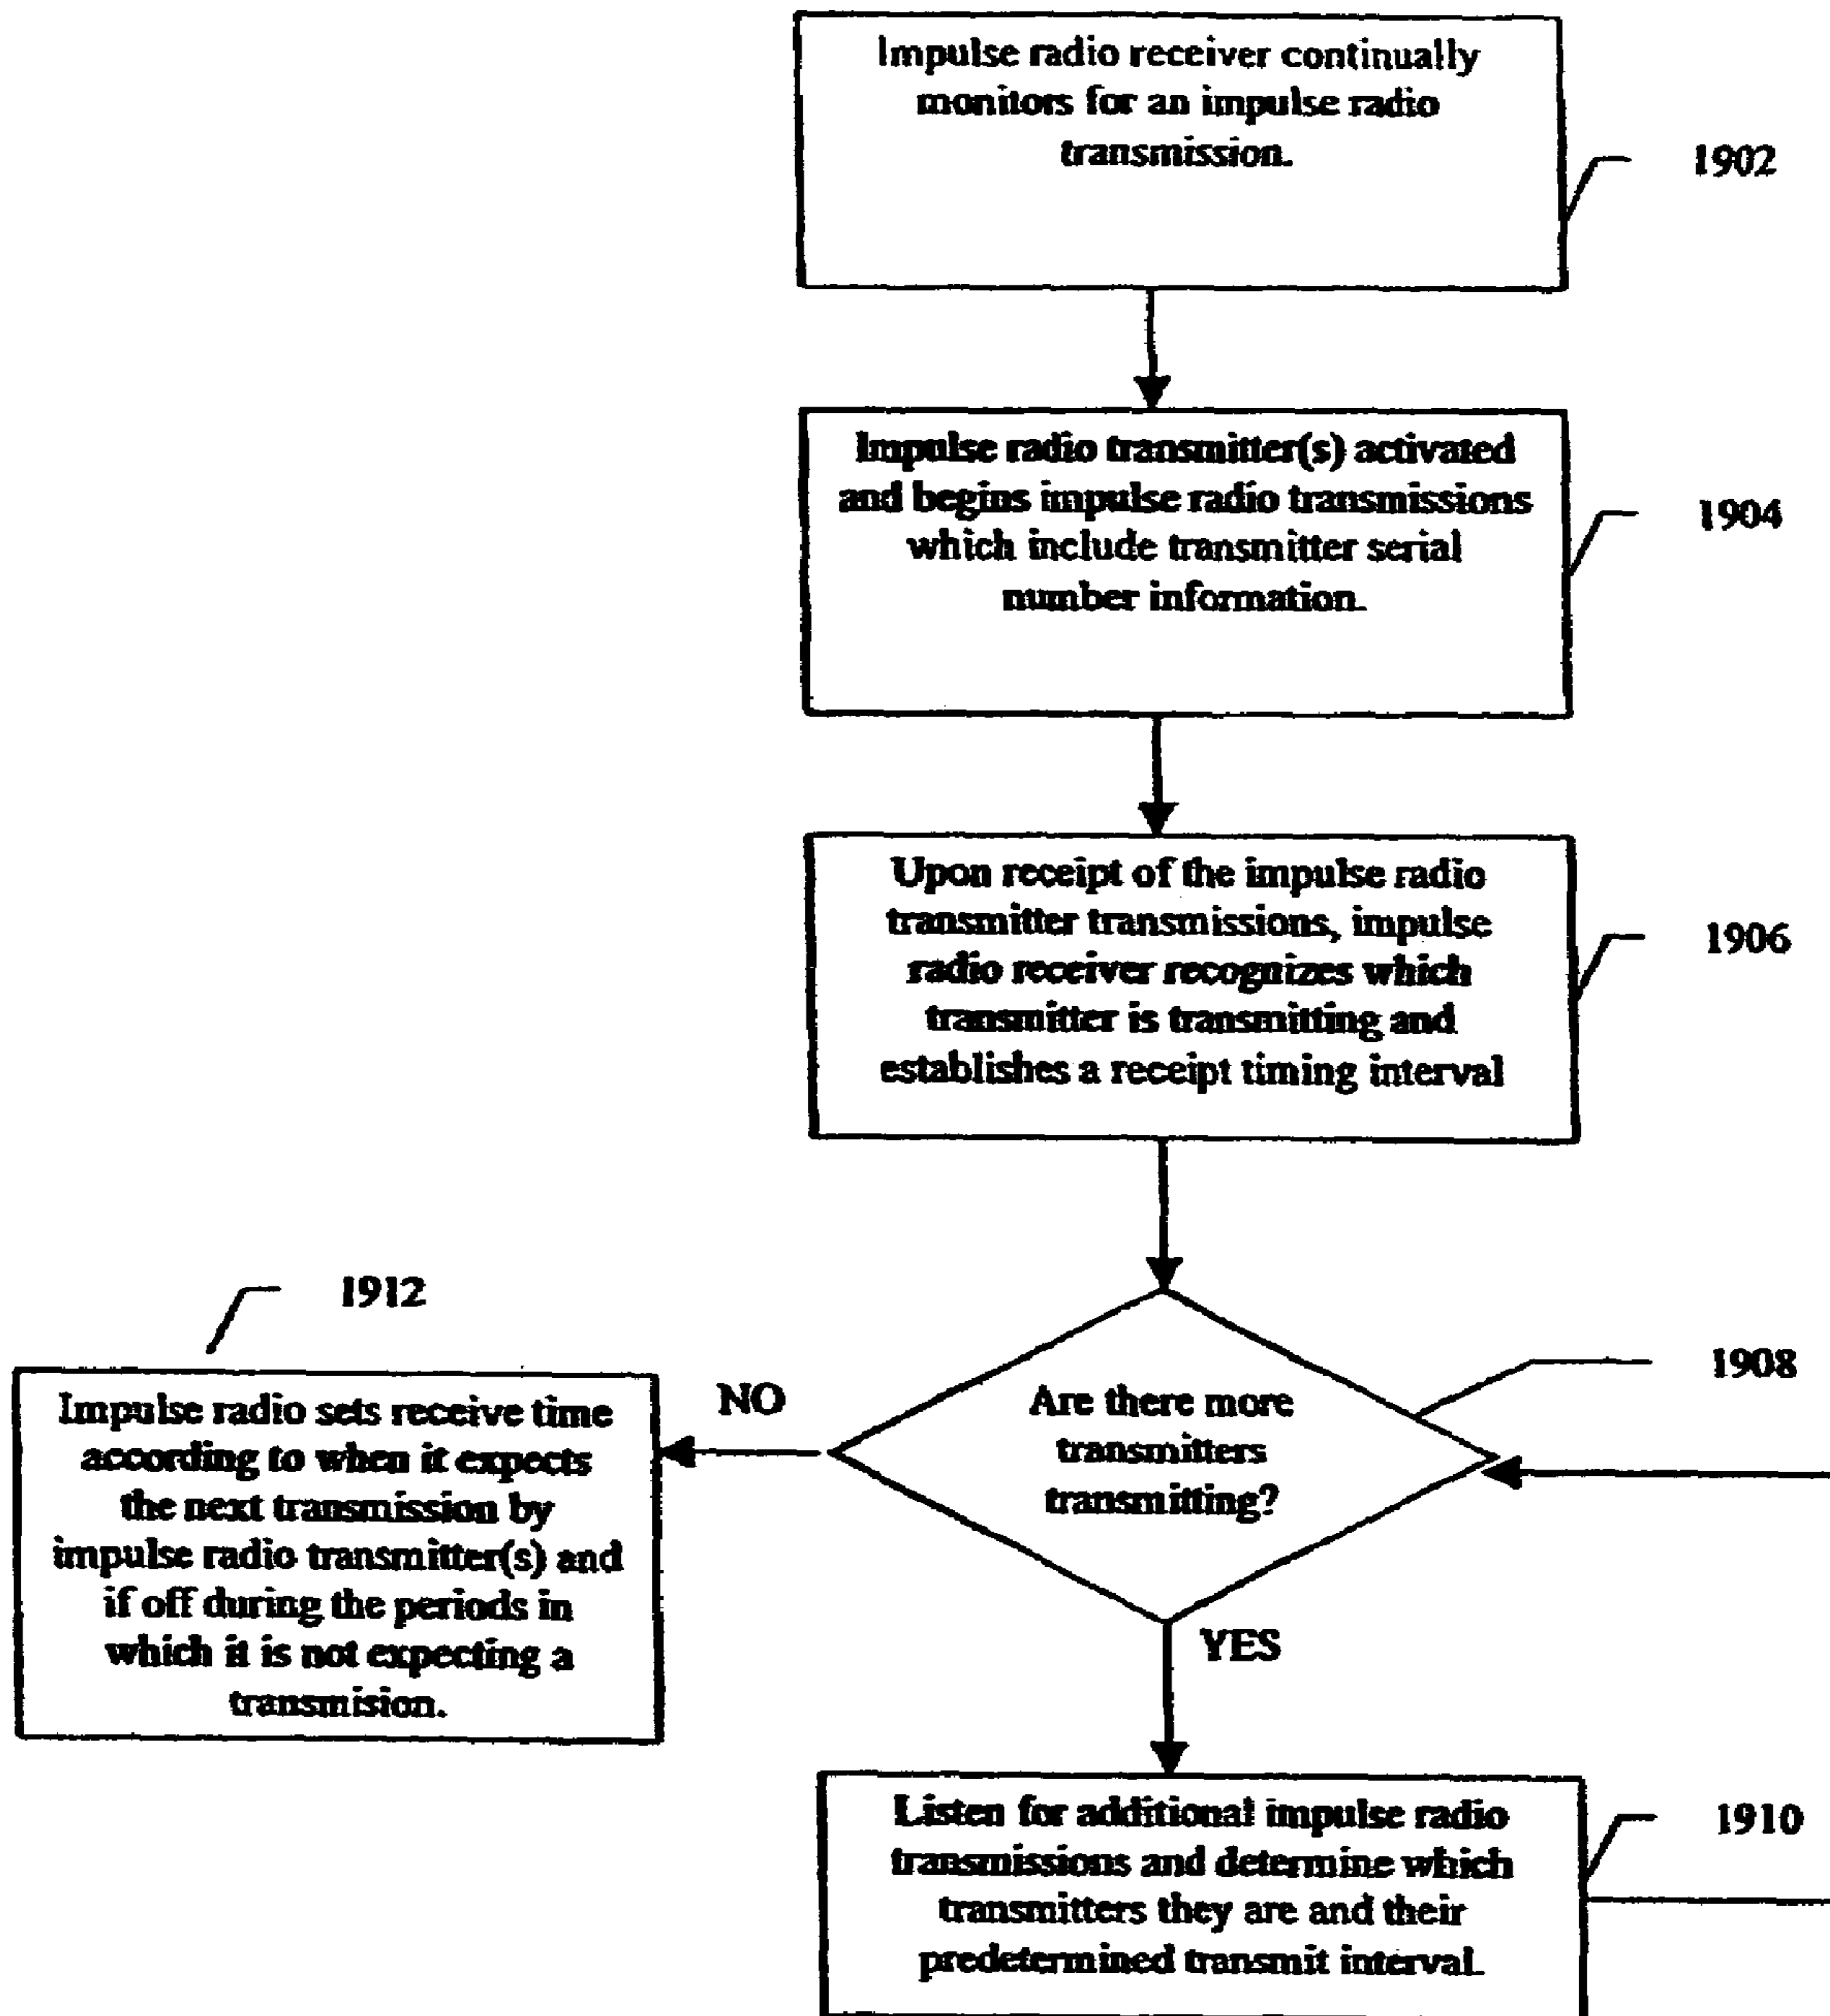 Impulse radio receiver continually
monitors for an impulse radio
transmission.
1902
Impulse radio transmitter(s) activated
and begins impulse radio transmissions
which include transmitter serial
number information.
1904
Upon receipt of the impulse radio
transmitter transmissions, impulse
radio receiver recognizes which
transmitter is transmitting and
establishes a receipt timing interval
1906
Are there more
transmitters
transmitting?
1908
NO
1912
Impulse radio sets receive time
according to when it expects
the next transmission by
impulse radio transmitter(s) and
if off during the periods in
which it is not expecting a
transmision.
YES
Listen for additional impulse radio
transmissions and determine which
transmitters they are and their
predetermined transmit interval.
1910